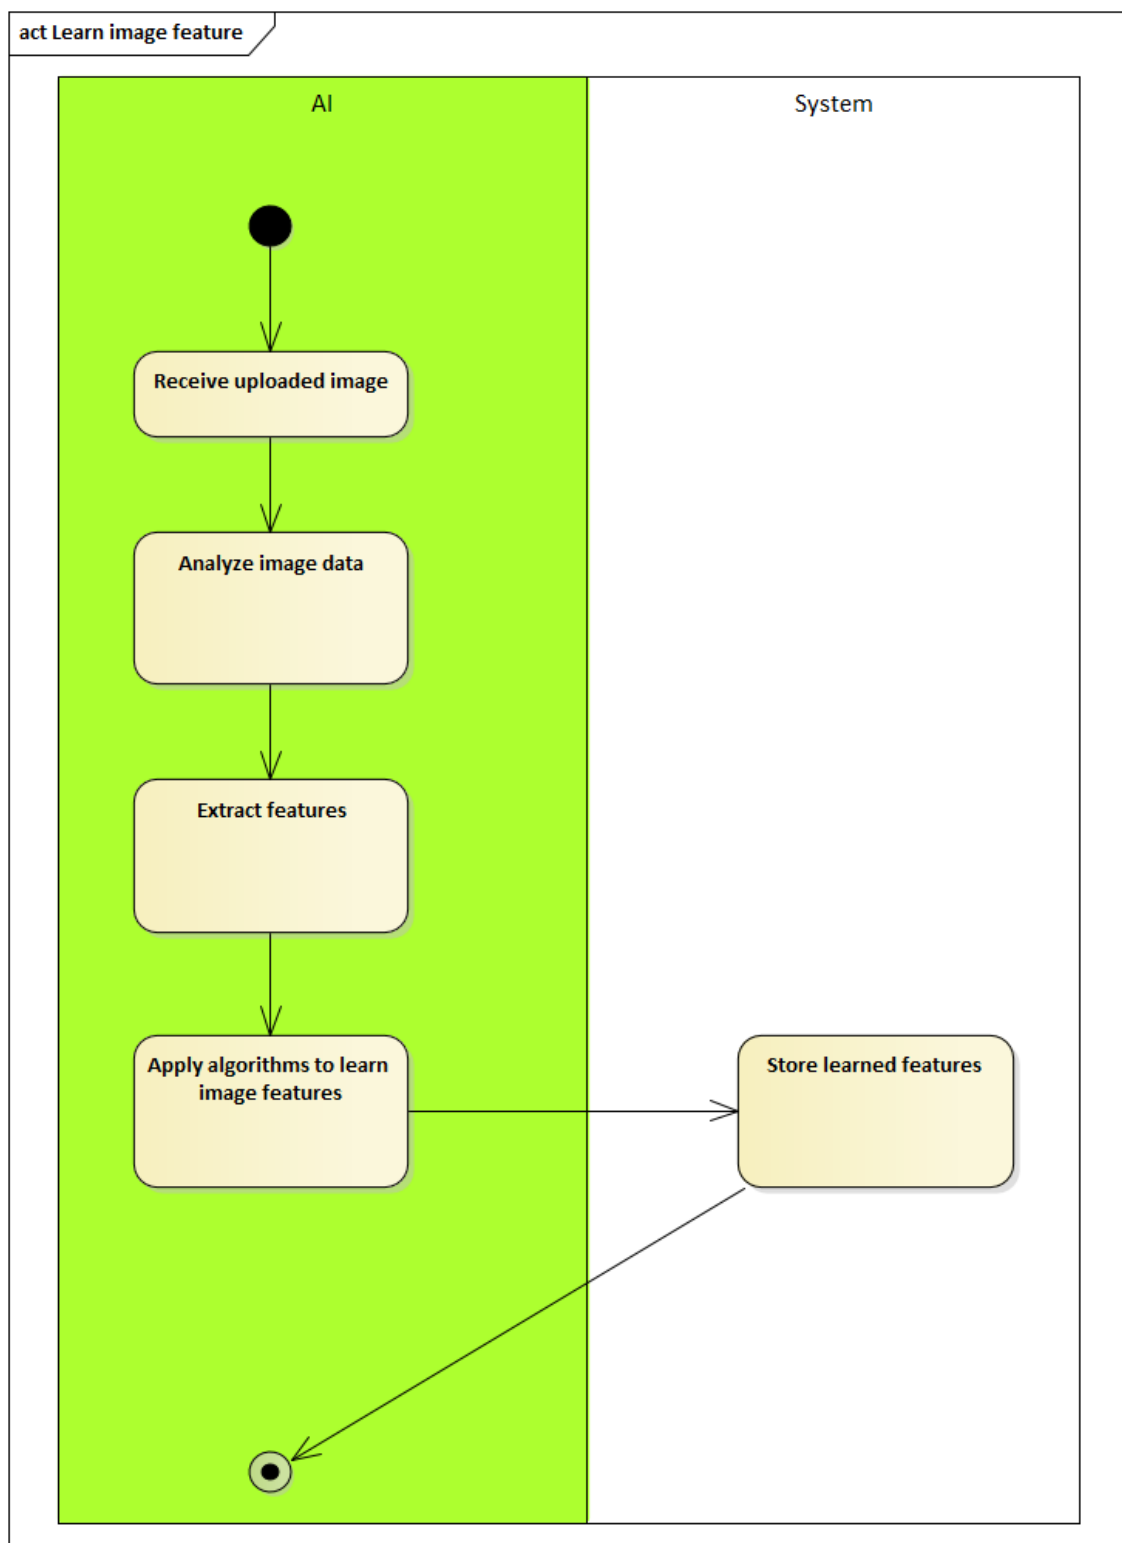 act Learn image feature
AI
System
Receive uploaded image
Analyze image data
Extract features
Apply algorithms to learn
image features
Store learned features